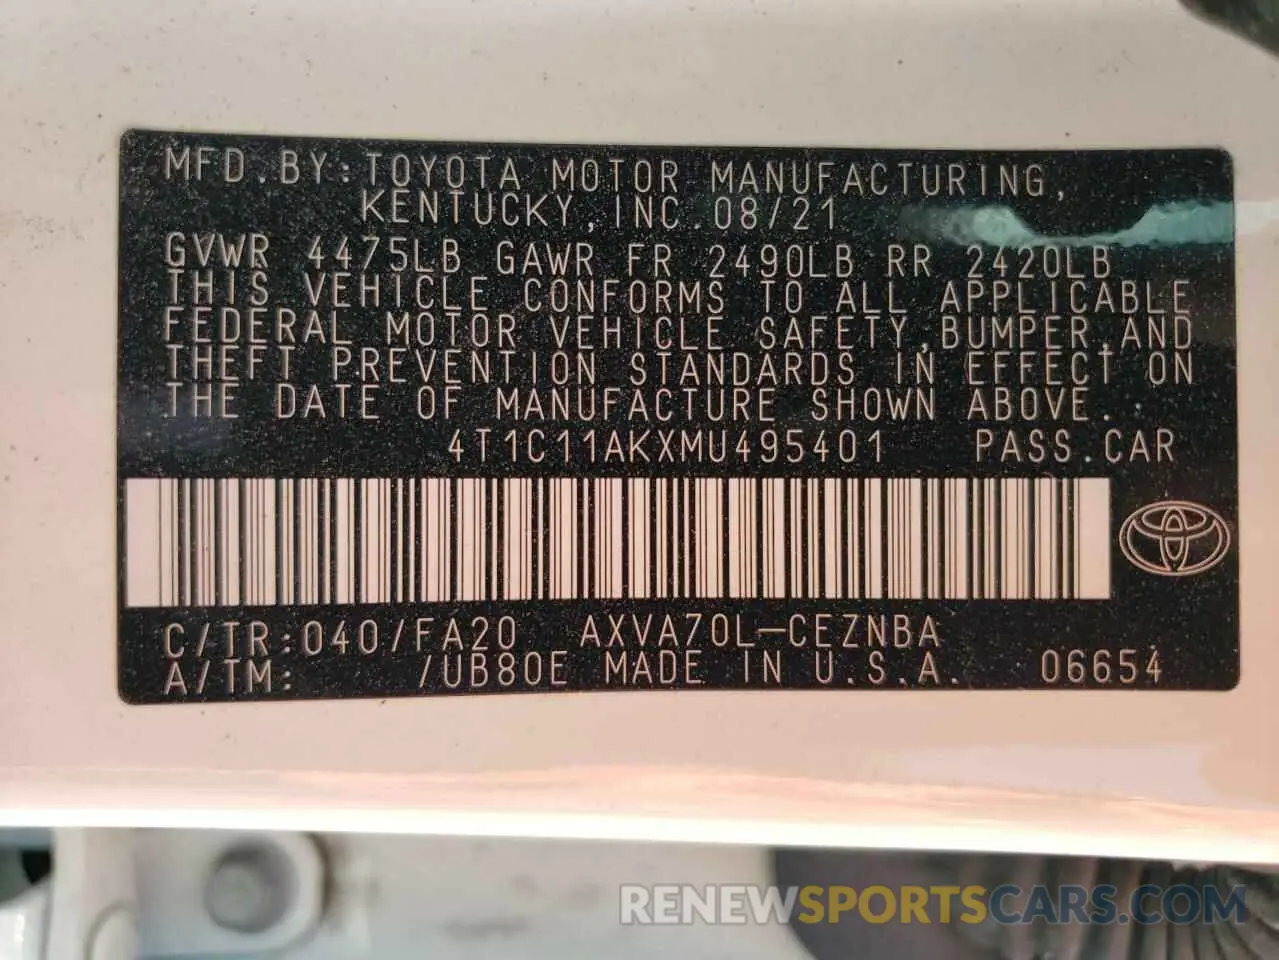 MFD.BY:TOYOTA MOTOR MANUFACTURING,
KENTUCKY,INC.08/21
GVWR 4475LB GAWR FR 2490LB RR 2420LB
THIS VEHICLE CONFORMS TO ALL APPLICABLE
FEDERAL MOTOR VEHICLE SAFETY,BUMPER,AND
THEFT PREVENTION STANDARDS IN EFFECT ON
THE DATE OF MANUFACTURE SHOWN ABOVE.
4T1C11AKXMU495401 PASS.CAR
C/TR:040/FA20 AXVA70L-CEZNBA
A/TM: /UB80E MADE IN U.S.A. 06654
RENEWSPORTSCARS.COM